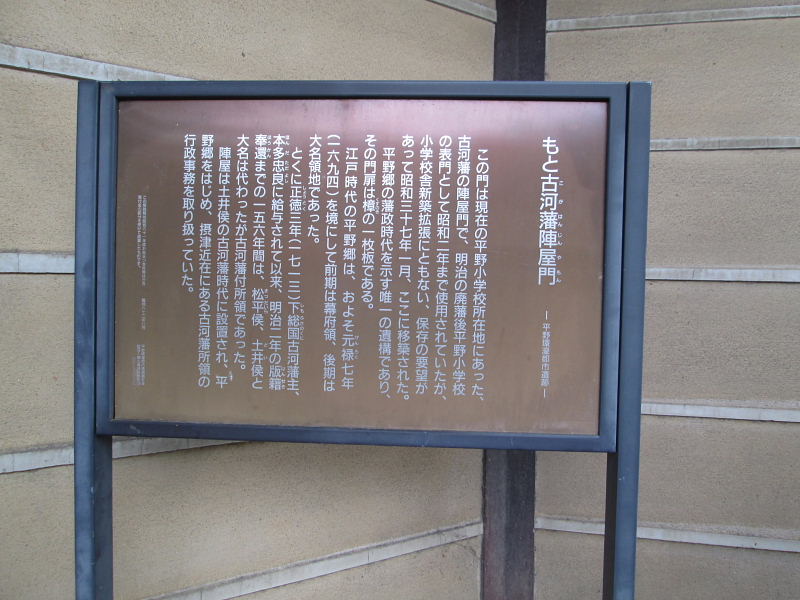 もと古河藩陣屋門
こがはんじんやもん
― 平野環濠都市遺跡 ―
この門は現在の平野小学校所在地にあった、
古河藩の陣屋門で、明治の廃藩後平野小学校
の表門として昭和二年まで使用されていたが、
小学校舎新築拡張にともない、保存の要望が
あって昭和三十七年一月、ここに移築された。
平野郷の藩政時代を示す唯一の遺構であり、
その門扉は樟の一枚板である。
江戸時代の平野郷は、およそ元禄七年
(一六九四)を境にして前期は幕府領、後期は
大名領地であった。
とくに正徳三年(一七一三)下総国古河藩主、
本多忠良に給与されて以来、明治二年の版籍
奉還までの一五六年間は、松平侯、土井侯と
大名は代わったが古河藩付所領であった。
陣屋は土井侯の古河藩時代に設置され、平
野郷をはじめ、摂津近在にある古河藩所領の
行政事務を取り扱っていた。